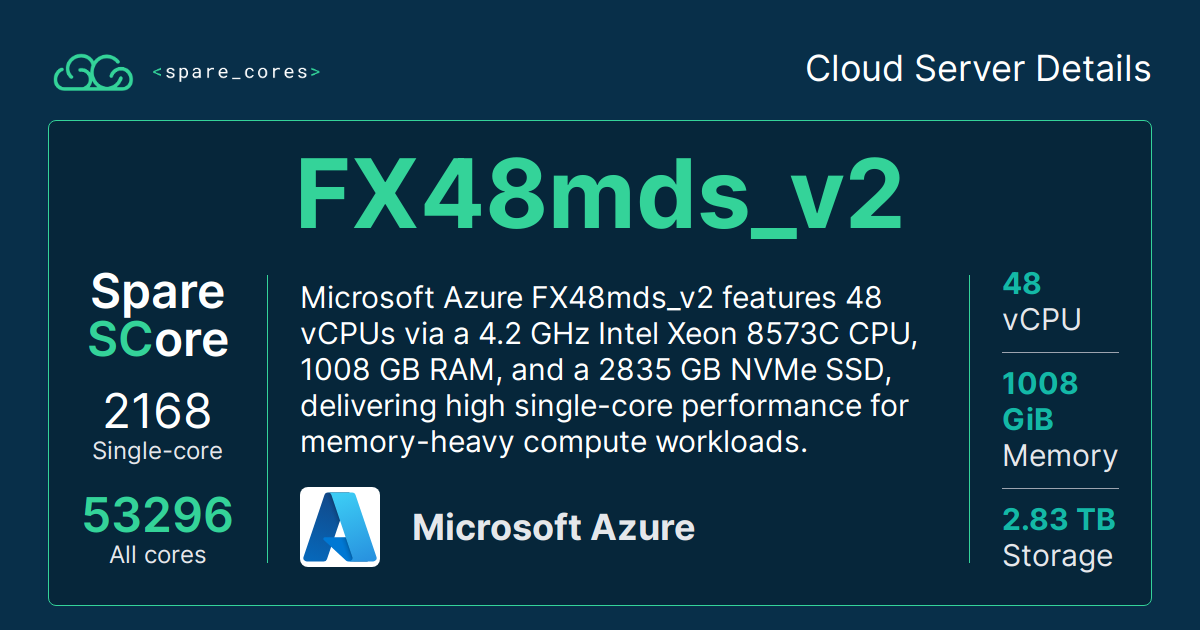 <spare_cores>
Cloud Server Details
FX48mds_v2
Spare
SCore
2168
Single-core
53296
All cores
Microsoft Azure FX48mds_v2 features 48
vCPUs via a 4.2 GHz Intel Xeon 8573C CPU,
1008 GB RAM, and a 2835 GB NVMe SSD,
delivering high single-core performance for
memory-heavy compute workloads.
Microsoft Azure
48
vCPU
1008
GiB
Memory
2.83 TB
Storage